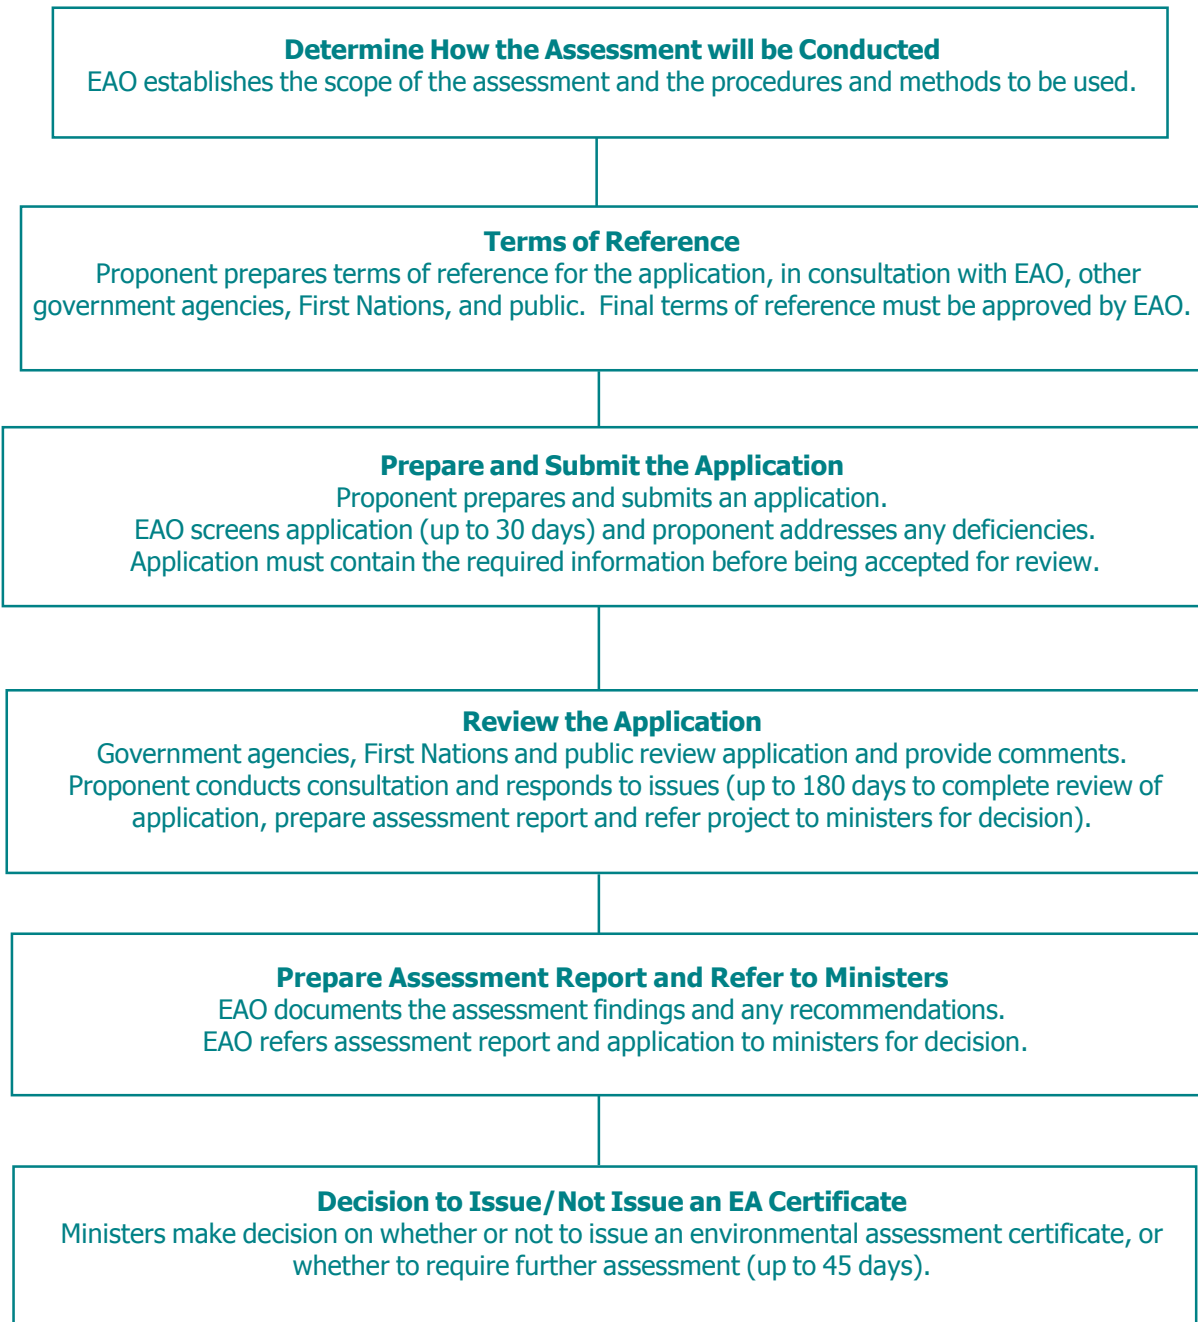 Determine How the Assessment will be Conducted
EAO establishes the scope of the assessment and the procedures and methods to be used.
Terms of Reference
Proponent prepares terms of reference for the application, in consultation with EAO, other
government agencies, First Nations, and public.  Final terms of reference must be approved by EAO.
Prepare and Submit the Application
Proponent prepares and submits an application.
EAO screens application (up to 30 days) and proponent addresses any deficiencies.
Application must contain the required information before being accepted for review.
Review the Application
Government agencies, First Nations and public review application and provide comments.
Proponent conducts consultation and responds to issues (up to 180 days to complete review of
application, prepare assessment report and refer project to ministers for decision).
Prepare Assessment Report and Refer to Ministers
EAO documents the assessment findings and any recommendations.
EAO refers assessment report and application to ministers for decision.
Decision to Issue/Not Issue an EA Certificate
Ministers make decision on whether or not to issue an environmental assessment certificate, or
whether to require further assessment (up to 45 days).